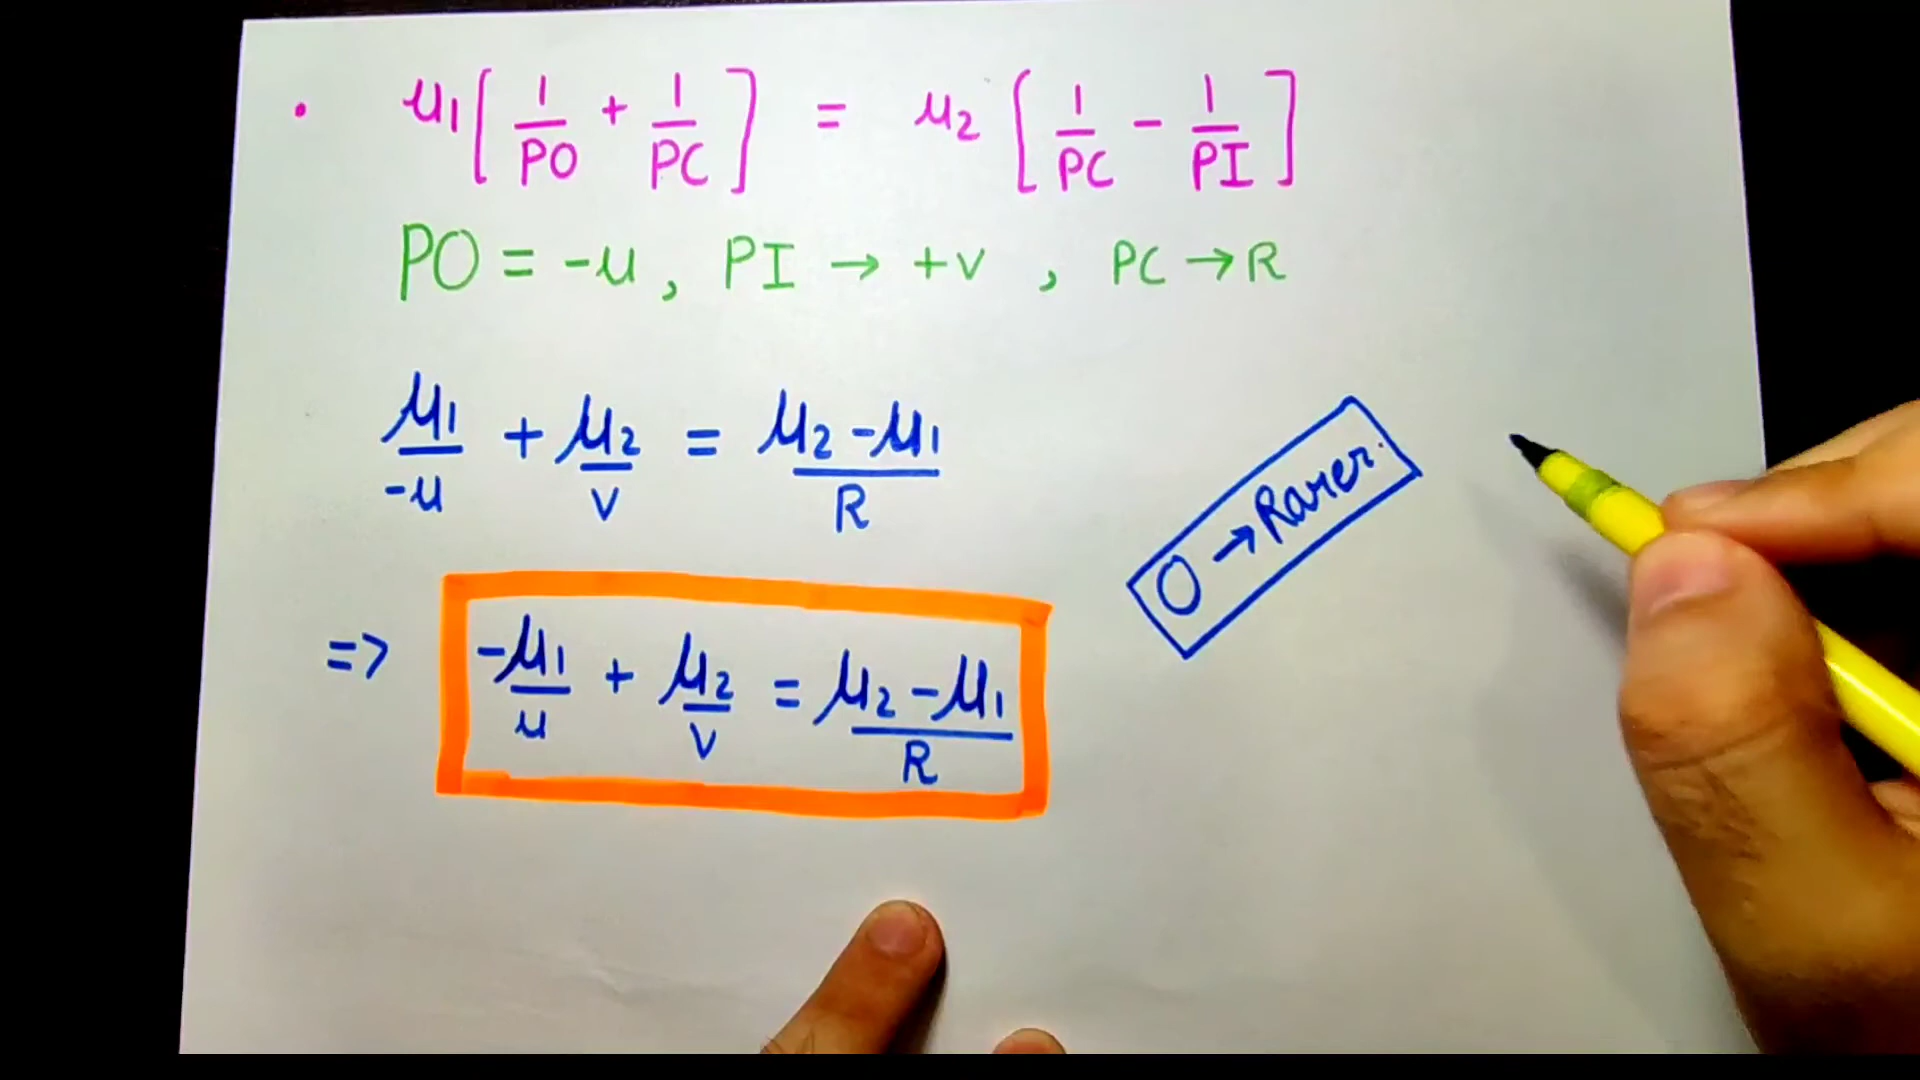 • μ1 [ 1/PO + 1/PC ] = μ2 [ 1/PC - 1/PI ]
PO = -u, PI → +v , PC → R
μ1/-u + μ2/v = μ2 - μ1/R
O → Rarer.
=> -μ1/u + μ2/v = μ2 - μ1/R